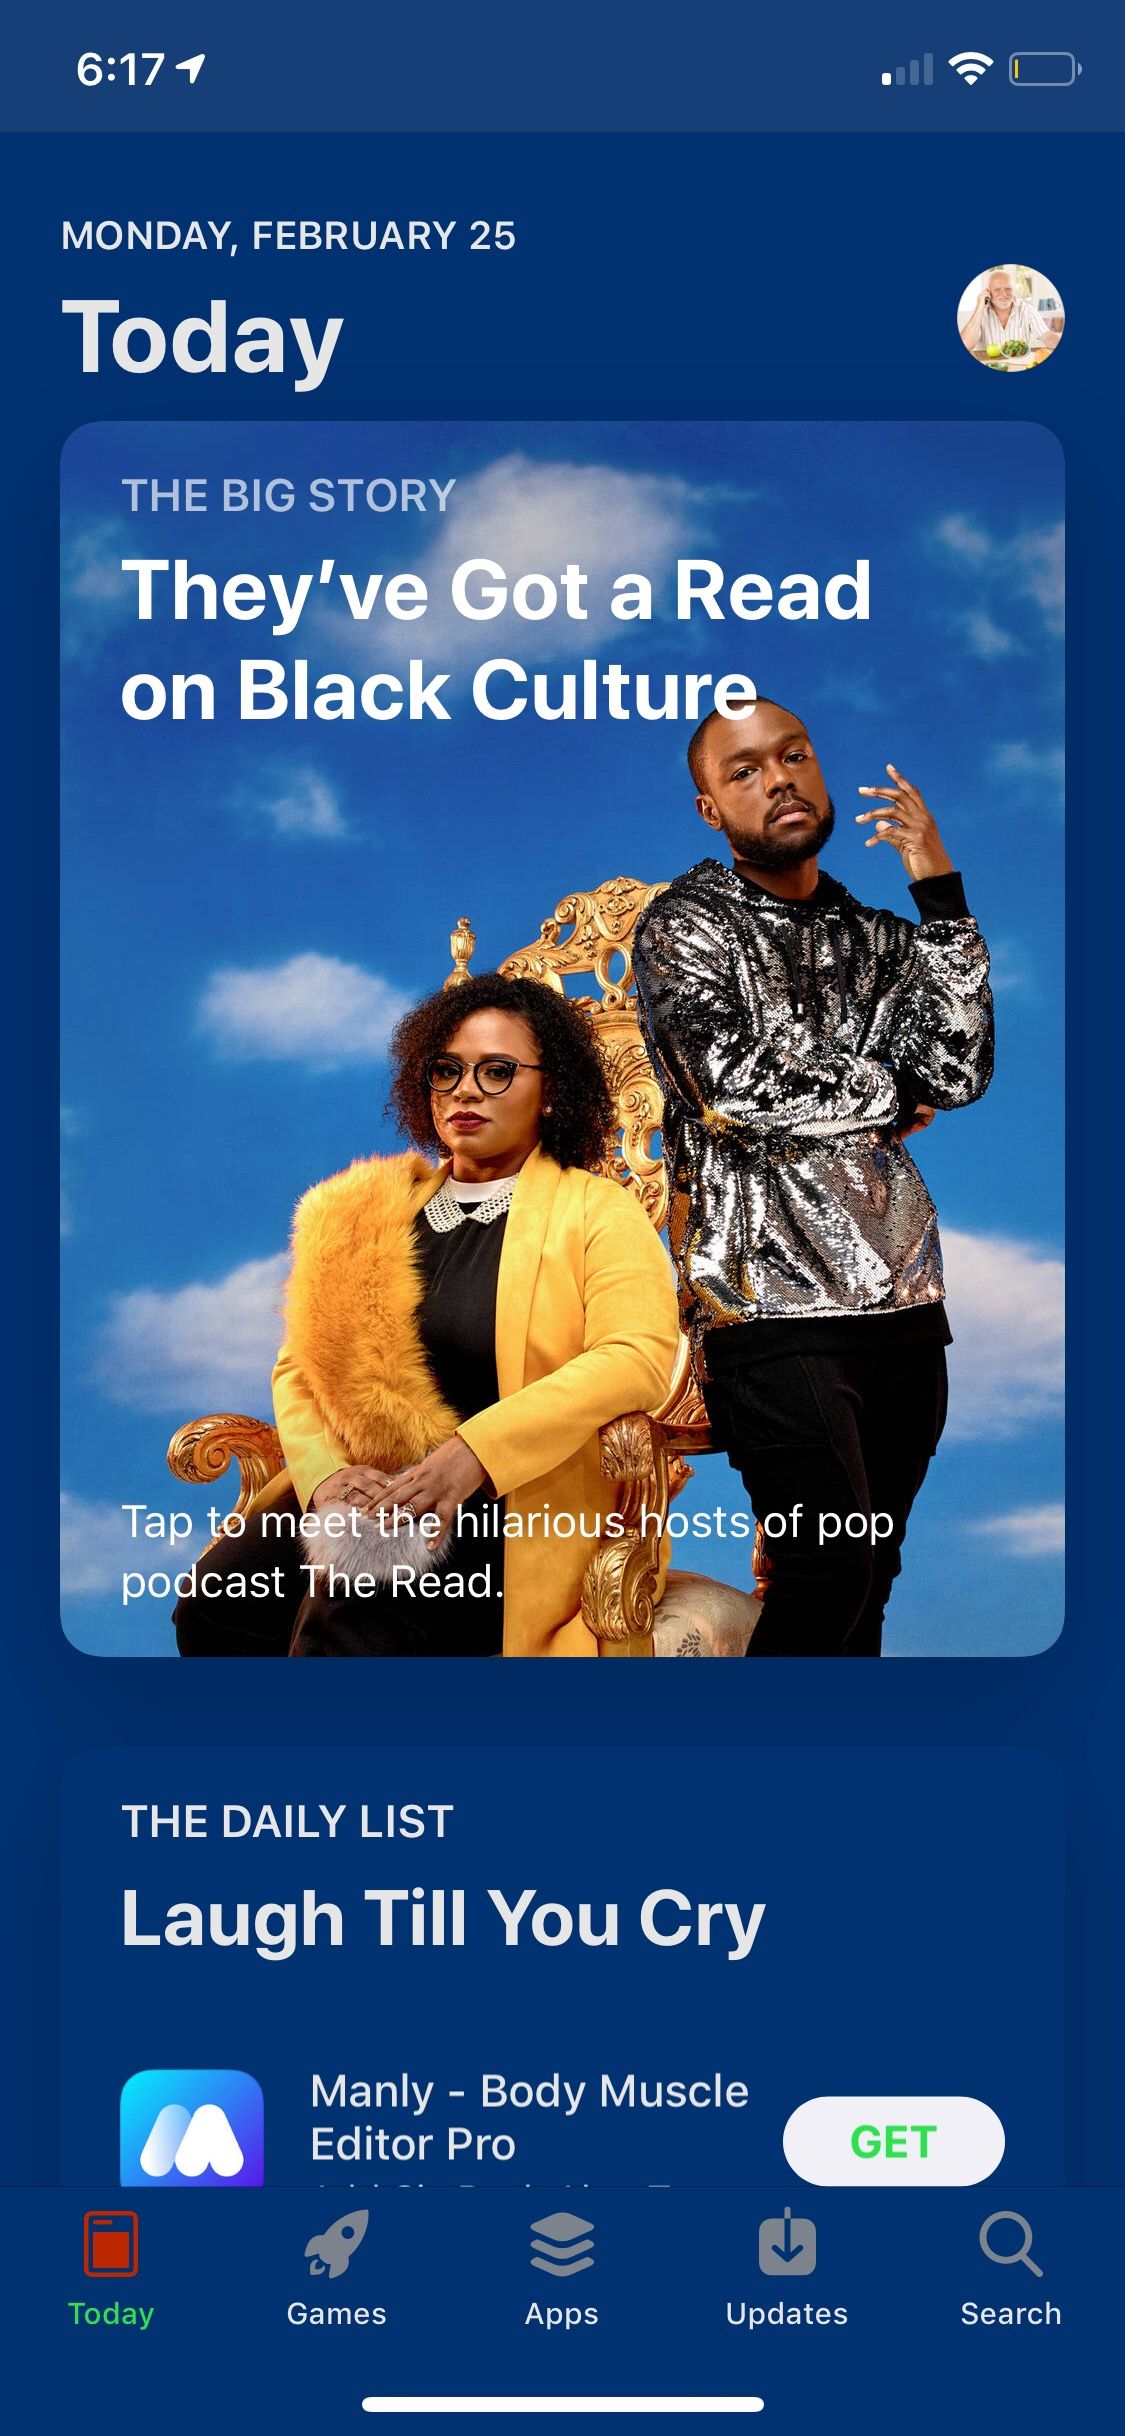 6:17
MONDAY, FEBRUARY 25
Today
THE BIG STORY
They’ve Got a Read
on Black Culture
Tap to meet the hilarious hosts of pop
podcast The Read.
THE DAILY LIST
Laugh Till You Cry
Manly - Body Muscle
Editor Pro
GET
Today
Games
Apps
Updates
Search